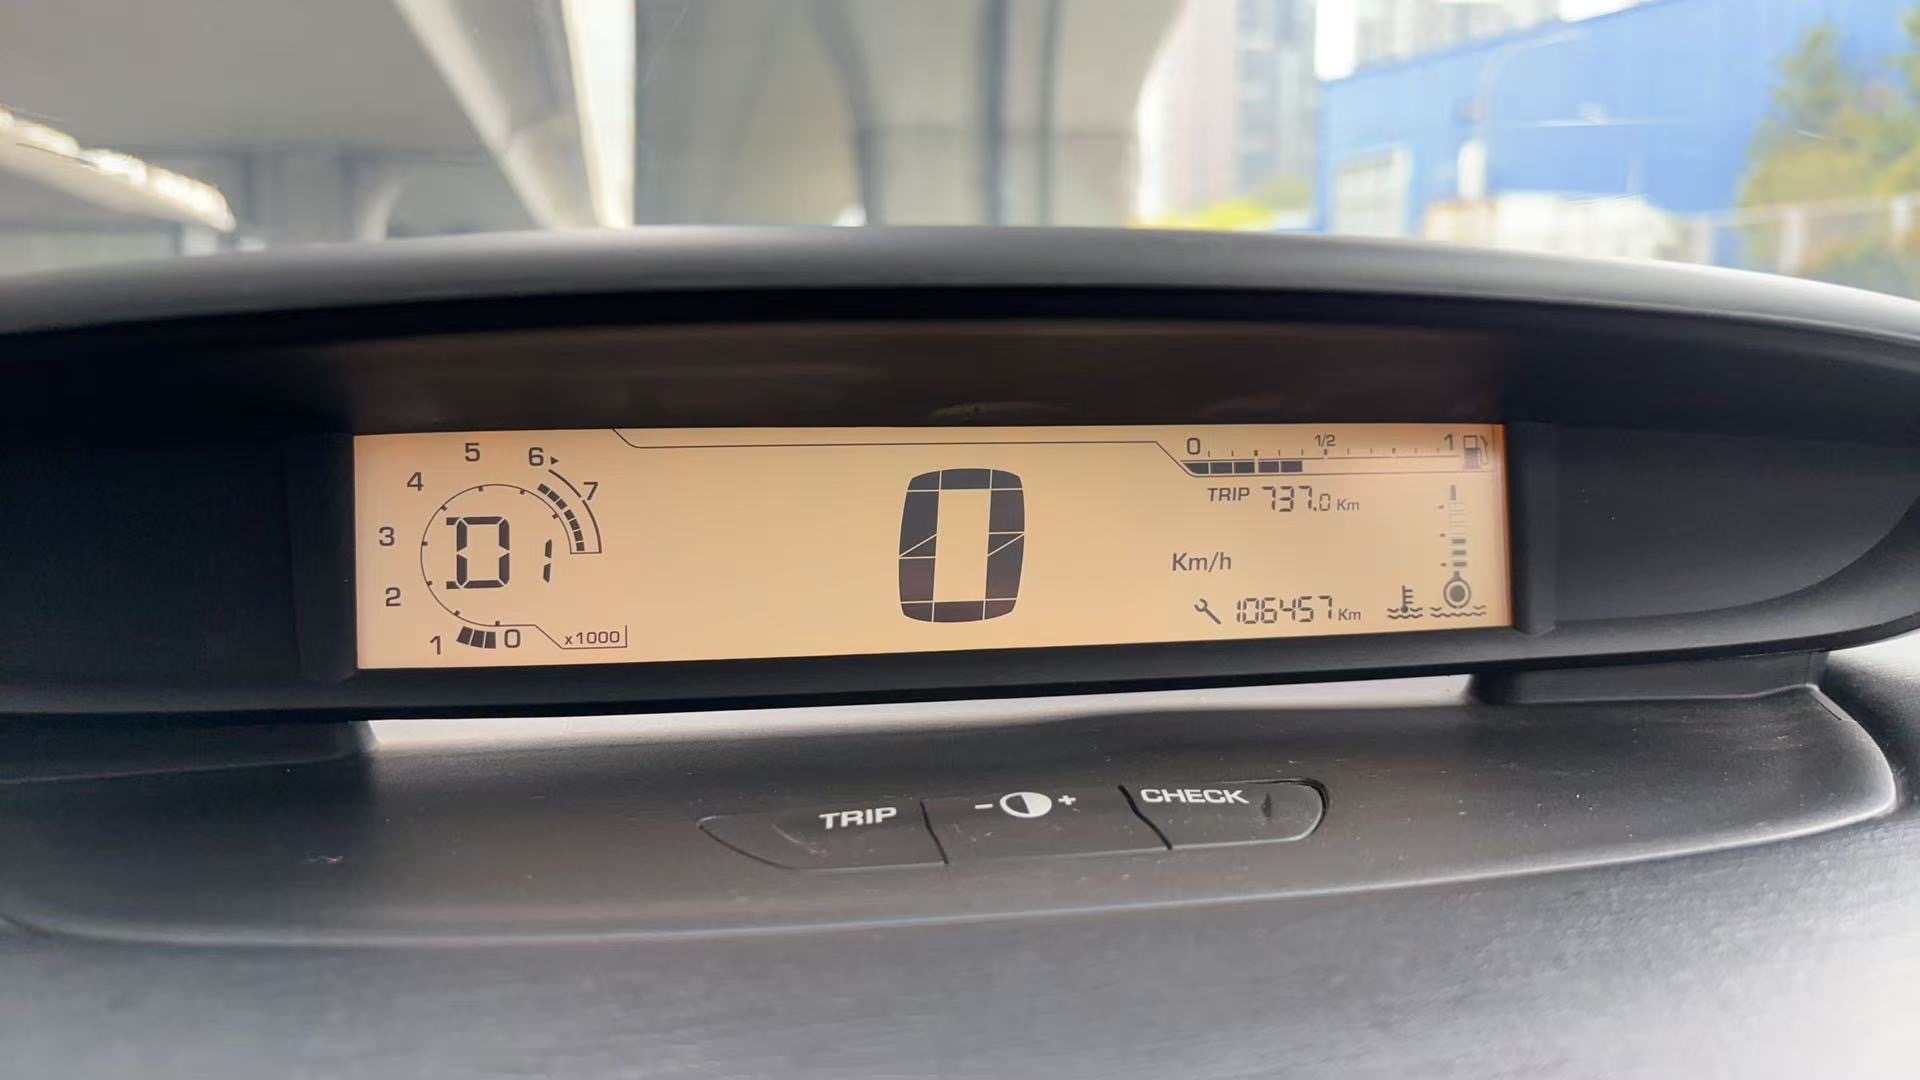 5 6
4 7
3 D1
2
1 0 x1000
0
0 1/2 1
TRIP 737.0 Km
Km/h
106457 Km
TRIP - + CHECK